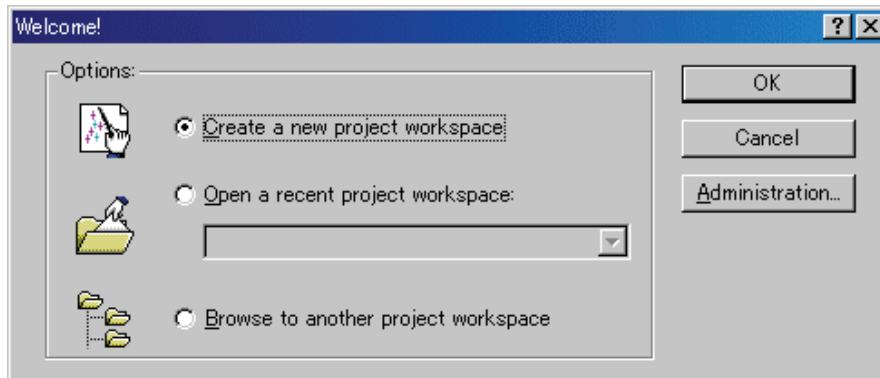 Welcome!
Options:
Create a new project workspace
Open a recent project workspace:
Browse to another project workspace
OK
Cancel
Administration...